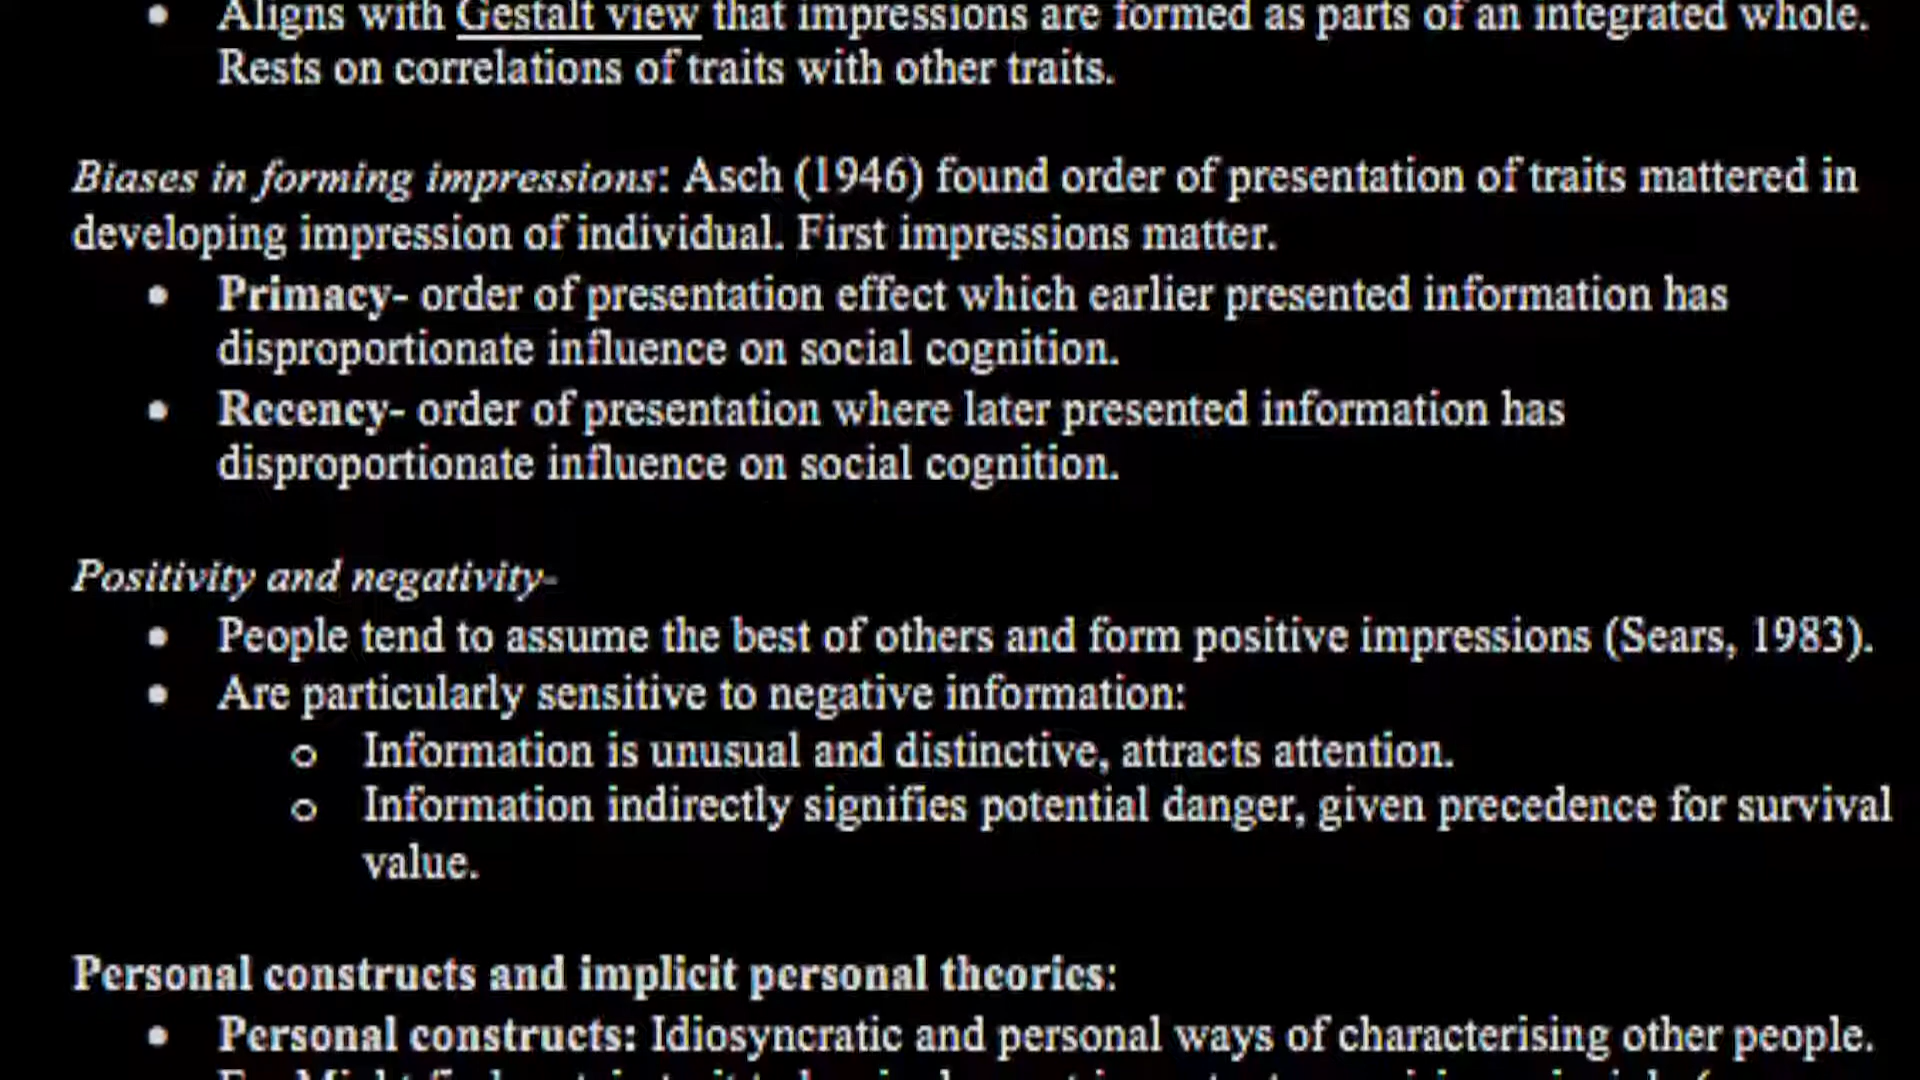 • Aligns with Gestalt view that impressions are formed as parts of an integrated whole.
Rests on correlations of traits with other traits.
Biases in forming impressions: Asch (1946) found order of presentation of traits mattered in
developing impression of individual. First impressions matter.
• Primacy- order of presentation effect which earlier presented information has
disproportionate influence on social cognition.
• Recency- order of presentation where later presented information has
disproportionate influence on social cognition.
Positivity and negativity-
• People tend to assume the best of others and form positive impressions (Sears, 1983).
• Are particularly sensitive to negative information:
o Information is unusual and distinctive, attracts attention.
o Information indirectly signifies potential danger, given precedence for survival
value.
Personal constructs and implicit personal theories:
• Personal constructs: Idiosyncratic and personal ways of characterising other people.